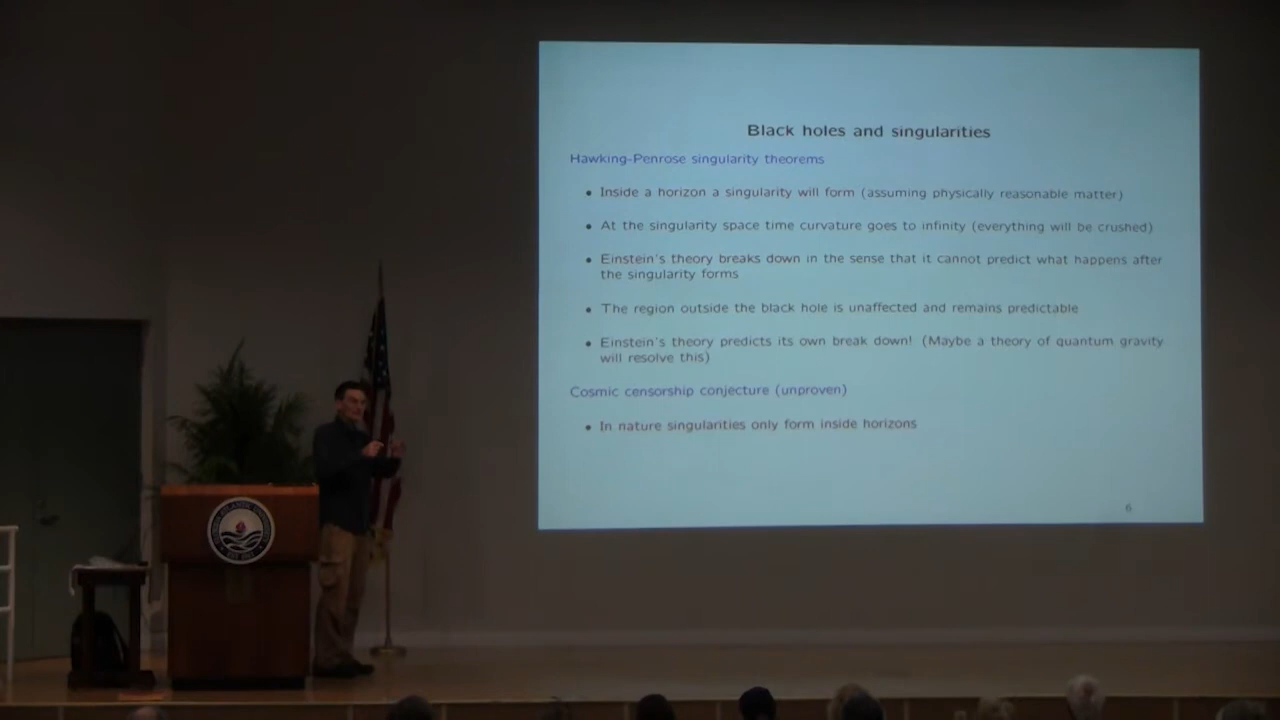 Black holes and singularities
Hawking-Penrose singularity theorems
• Inside a horizon a singularity will form (assuming physically reasonable matter)
• At the singularity space time curvature goes to infinity (everything will be crushed)
• Einstein's theory breaks down in the sense that it cannot predict what happens after
the singularity forms
• The region outside the black hole is unaffected and remains predictable
• Einstein's theory predicts its own break down! (Maybe a theory of quantum gravity
will resolve this)
Cosmic censorship conjecture (unproven)
• In nature singularities only form inside horizons
6